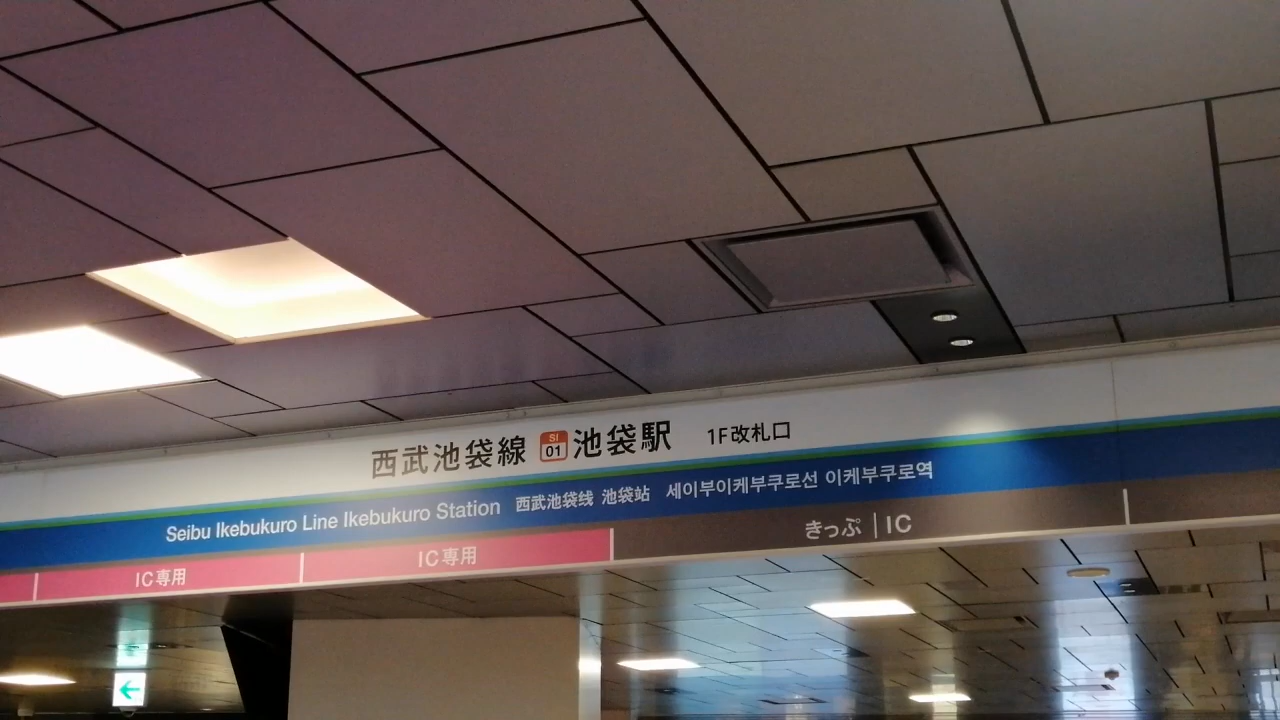 西武池袋線 SI 01 池袋駅 1F改札口
Seibu Ikebukuro Line Ikebukuro Station 西武池袋线 池袋站 세이부이케부쿠로선 이케부쿠로역
IC専用 IC専用 きっぷ | IC